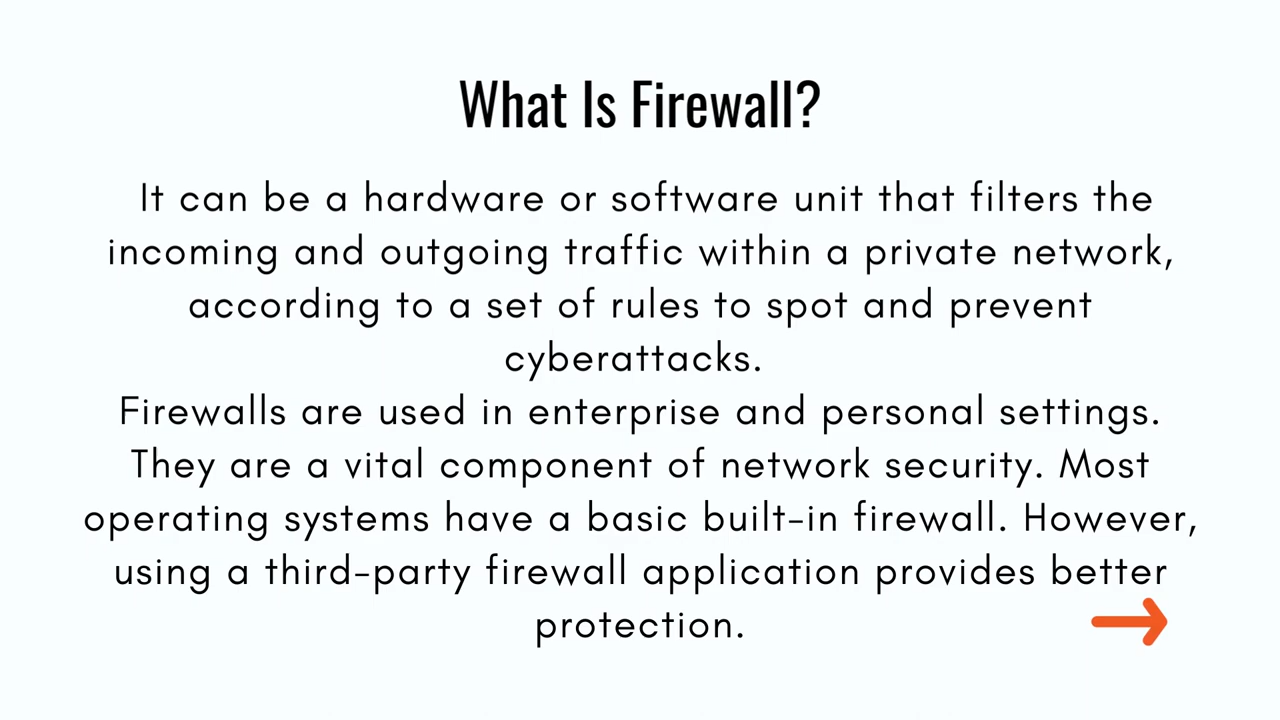 What Is Firewall?
It can be a hardware or software unit that filters the
incoming and outgoing traffic within a private network,
according to a set of rules to spot and prevent
cyberattacks.
Firewalls are used in enterprise and personal settings.
They are a vital component of network security. Most
operating systems have a basic built-in firewall. However,
using a third-party firewall application provides better
protection.